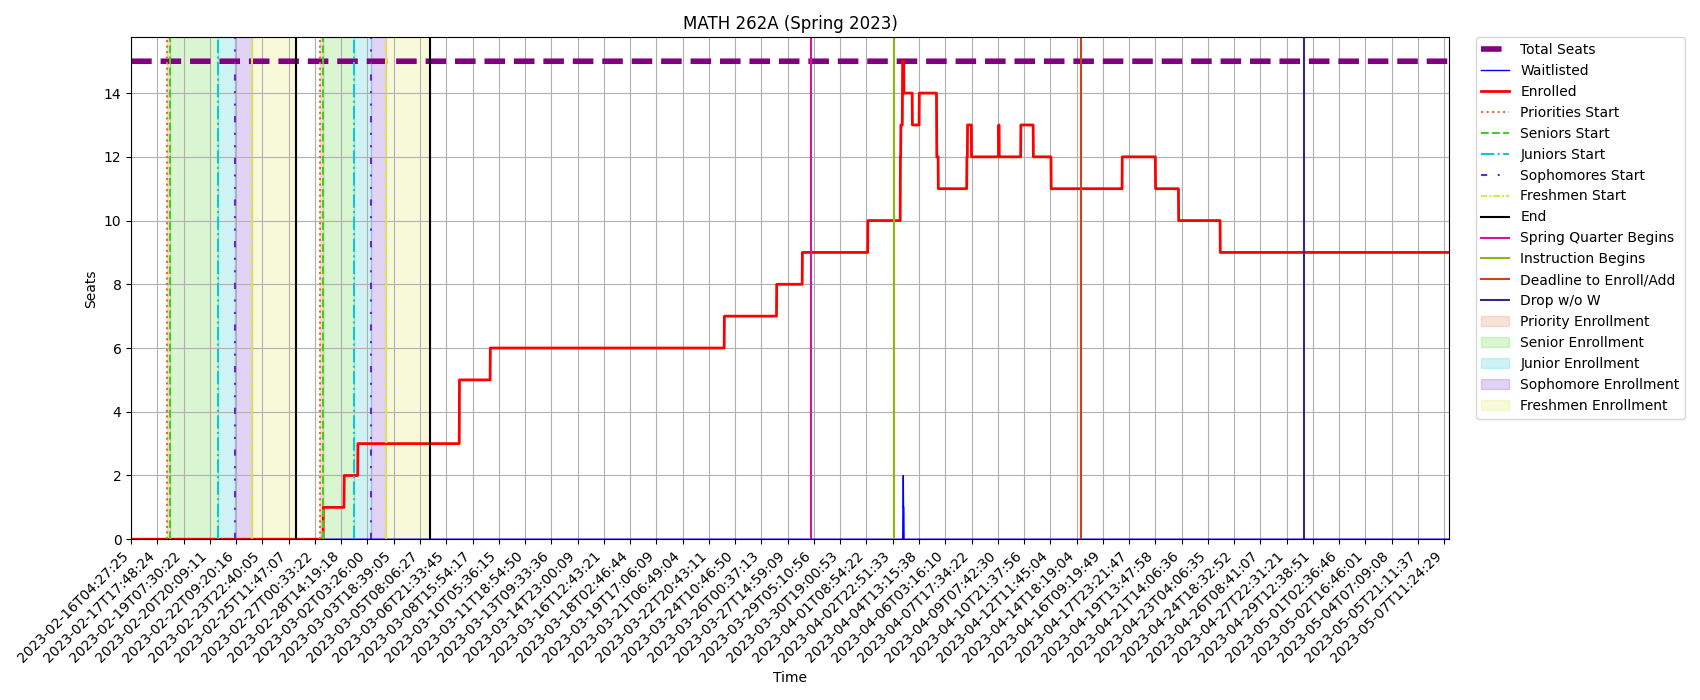 MATH 262A (Spring 2023)
Seats
14
12
10
8
6
4
2
0
2023-02-16T04:27:25
2023-02-17T17:48:24
2023-02-19T07:30:22
2023-02-20T20:09:11
2023-02-22T09:20:16
2023-02-23T22:40:05
2023-02-25T11:47:07
2023-02-27T00:33:22
2023-02-28T14:19:18
2023-03-02T03:26:00
2023-03-03T18:39:05
2023-03-05T08:06:27
2023-03-06T21:33:45
2023-03-08T15:54:17
2023-03-10T05:36:15
2023-03-11T18:54:50
2023-03-13T09:33:36
2023-03-14T23:00:09
2023-03-16T12:43:21
2023-03-18T02:46:44
2023-03-19T17:06:09
2023-03-21T06:49:04
2023-03-22T20:43:11
2023-03-24T10:46:50
2023-03-26T00:37:13
2023-03-27T14:59:09
2023-03-29T05:10:56
2023-03-30T19:00:53
2023-04-01T08:54:22
2023-04-02T22:51:33
2023-04-04T13:15:38
2023-04-06T03:16:10
2023-04-07T17:34:22
2023-04-09T07:42:30
2023-04-10T21:37:56
2023-04-12T11:45:04
2023-04-14T18:19:04
2023-04-16T09:19:49
2023-04-17T23:21:47
2023-04-19T13:47:58
2023-04-21T14:06:36
2023-04-23T04:06:35
2023-04-24T18:32:52
2023-04-26T08:41:07
2023-04-27T22:31:21
2023-04-29T12:38:51
2023-05-01T02:36:46
2023-05-02T16:46:01
2023-05-04T07:09:08
2023-05-05T21:11:37
2023-05-07T11:24:29
Time
Total Seats
Waitlisted
Enrolled
Priorities Start
Seniors Start
Juniors Start
Sophomores Start
Freshmen Start
End
Spring Quarter Begins
Instruction Begins
Deadline to Enroll/Add
Drop w/o W
Priority Enrollment
Senior Enrollment
Junior Enrollment
Sophomore Enrollment
Freshmen Enrollment